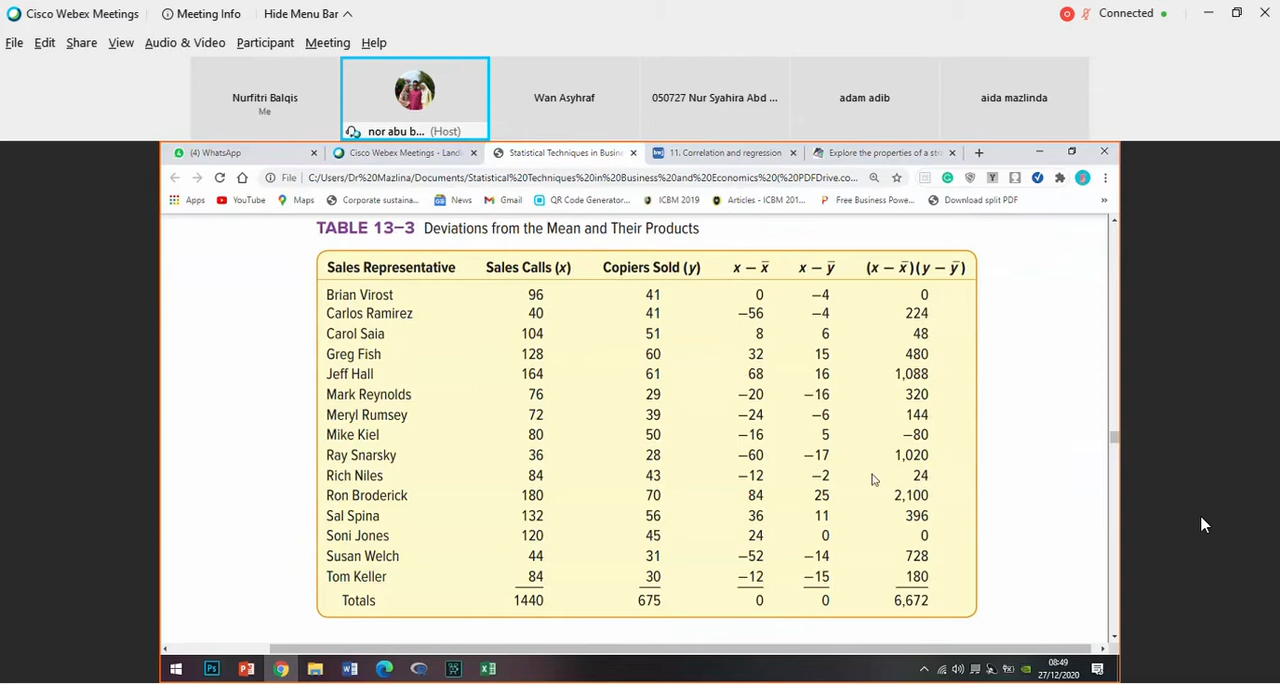 Cisco Webex Meetings Meeting Info Hide Menu Bar Connected
File Edit Share View Audio & Video Participant Meeting Help
Nurfitri Balqis
Me
nor abu b... (Host)
Wan Asyhraf
050727 Nur Syahira Abd ...
adam adib
aida mazlinda
(4) WhatsApp Cisco Webex Meetings - Land Statistical Techniques in Busin 11. Correlation and regression Explore the properties of a str
File C:/Users/Dr%20Mazlina/Documents/Statistical%20Techniques%20in%20Business%20and%20Economics%20(%20PDFDrive.co...
Apps YouTube Maps Corporate sustaina... News Gmail QR Code Generator... ICBM 2019 Articles - ICBM 201... Free Business Powe... Download split PDF »
TABLE 13–3 Deviations from the Mean and Their Products
Sales Representative Sales Calls (x) Copiers Sold (y) x – x̄ x – ȳ (x – x̄)(y – ȳ)
Brian Virost 96 41 0 –4 0
Carlos Ramirez 40 41 –56 –4 224
Carol Saia 104 51 8 6 48
Greg Fish 128 60 32 15 480
Jeff Hall 164 61 68 16 1,088
Mark Reynolds 76 29 –20 –16 320
Meryl Rumsey 72 39 –24 –6 144
Mike Kiel 80 50 –16 5 –80
Ray Snarsky 36 28 –60 –17 1,020
Rich Niles 84 43 –12 –2 24
Ron Broderick 180 70 84 25 2,100
Sal Spina 132 56 36 11 396
Soni Jones 120 45 24 0 0
Susan Welch 44 31 –52 –14 728
Tom Keller 84 30 –12 –15 180
Totals 1440 675 0 0 6,672
08:49
27/12/2020